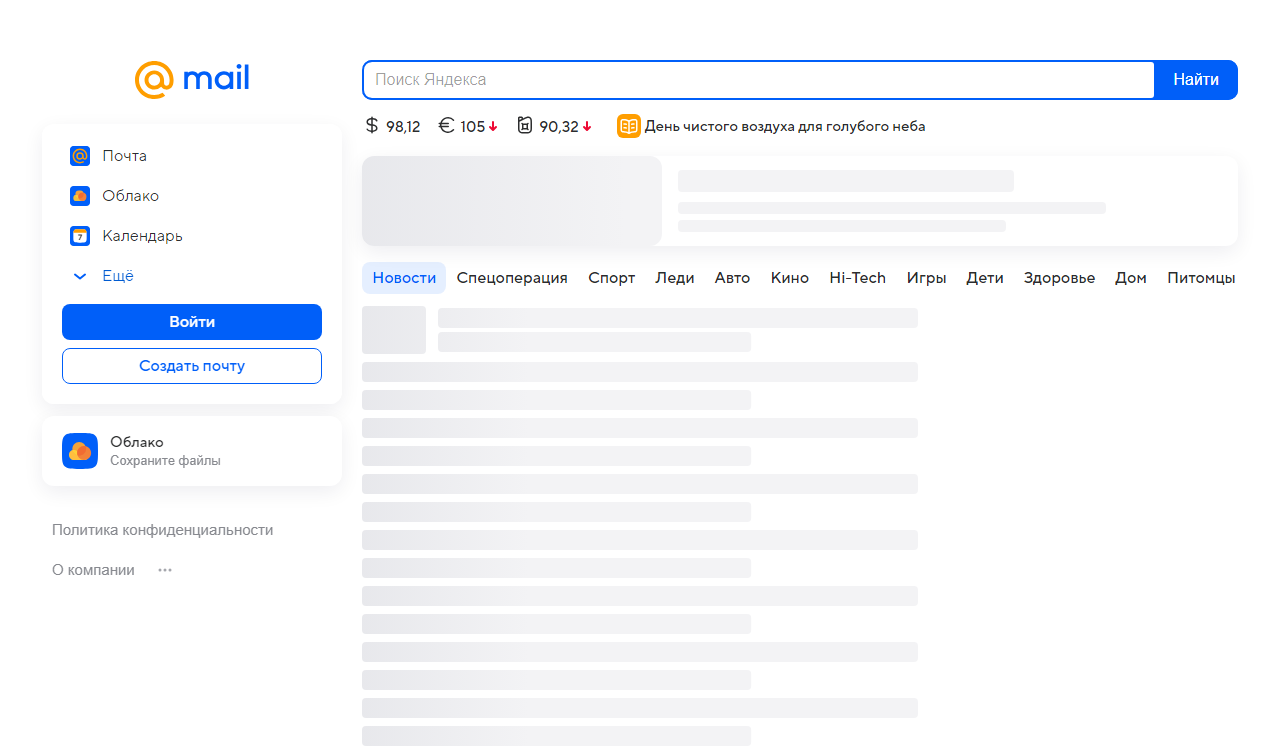 mail
Поиск Яндекса
Найти
$ 98,12 € 105 90,32 День чистого воздуха для голубого неба
Почта
Облако
7 Календарь
Ещё
Войти
Создать почту
Облако
Сохраните файлы
Политика конфиденциальности
О компании
Новости Спецоперация Спорт Леди Авто Кино Hi-Tech Игры Дети Здоровье Дом Питомцы